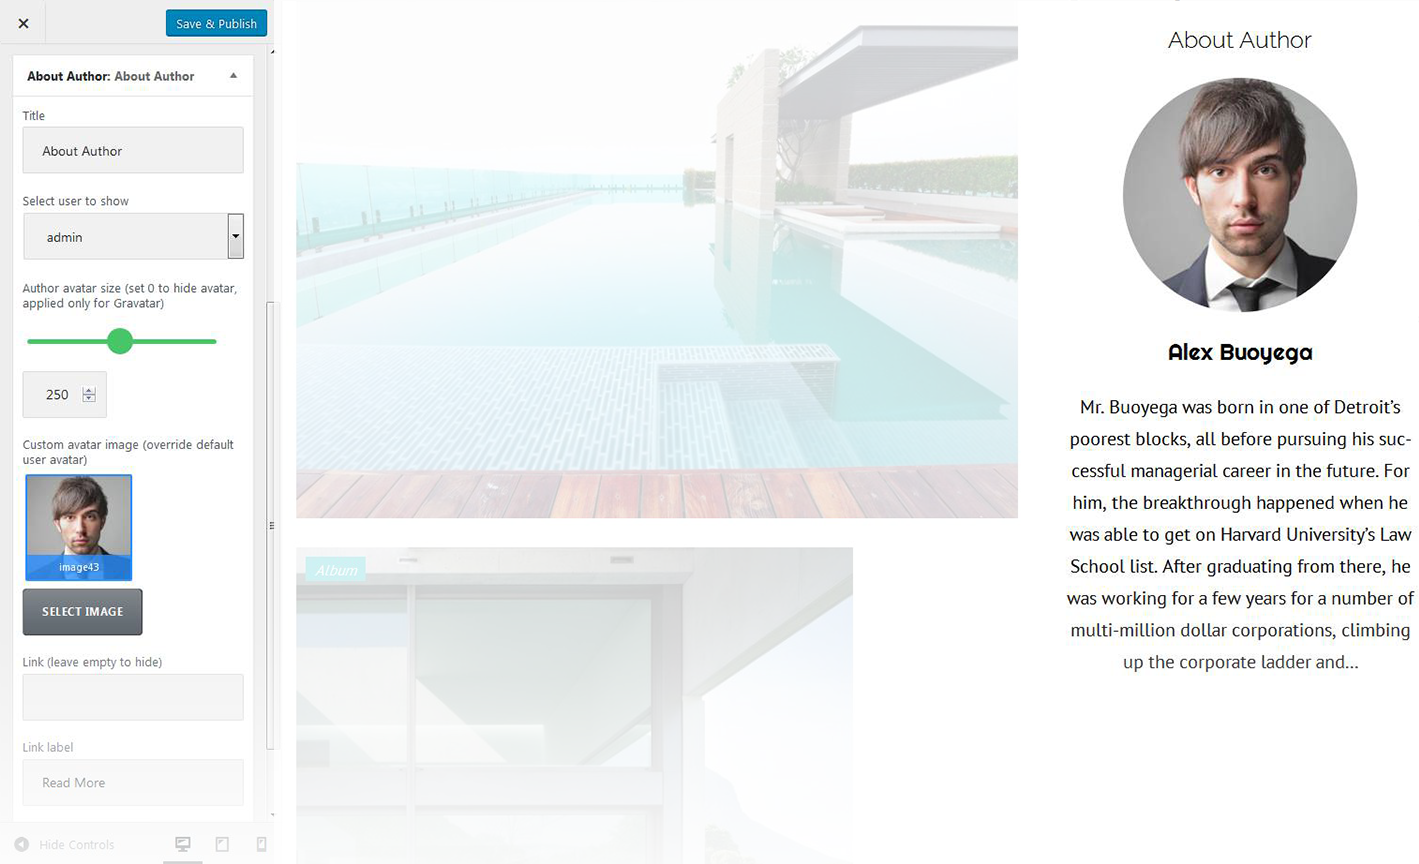 Save & Publish
About Author: About Author
Title
About Author
Select user to show
admin
Author avatar size (set 0 to hide avatar,
applied only for Gravatar)
250
Custom avatar image (override default
user avatar)
image43
SELECT IMAGE
Link (leave empty to hide)
Link label
Read More
Hide Controls
Album
About Author
Alex Buoyega
Mr. Buoyega was born in one of Detroit’s
poorest blocks, all before pursuing his suc-
cessful managerial career in the future. For
him, the breakthrough happened when he
was able to get on Harvard University’s Law
School list. After graduating from there, he
was working for a few years for a number of
multi-million dollar corporations, climbing
up the corporate ladder and...